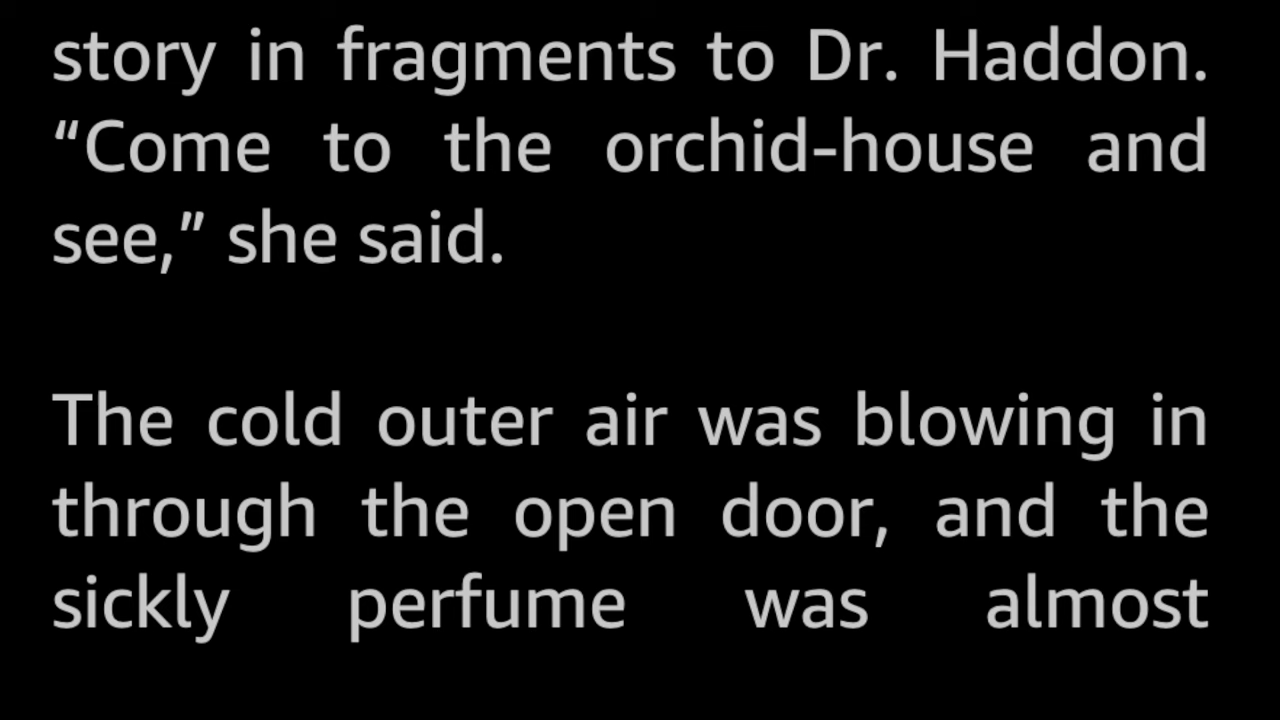 story in fragments to Dr. Haddon.
“Come to the orchid-house and
see,” she said.
The cold outer air was blowing in
through the open door, and the
sickly perfume was almost